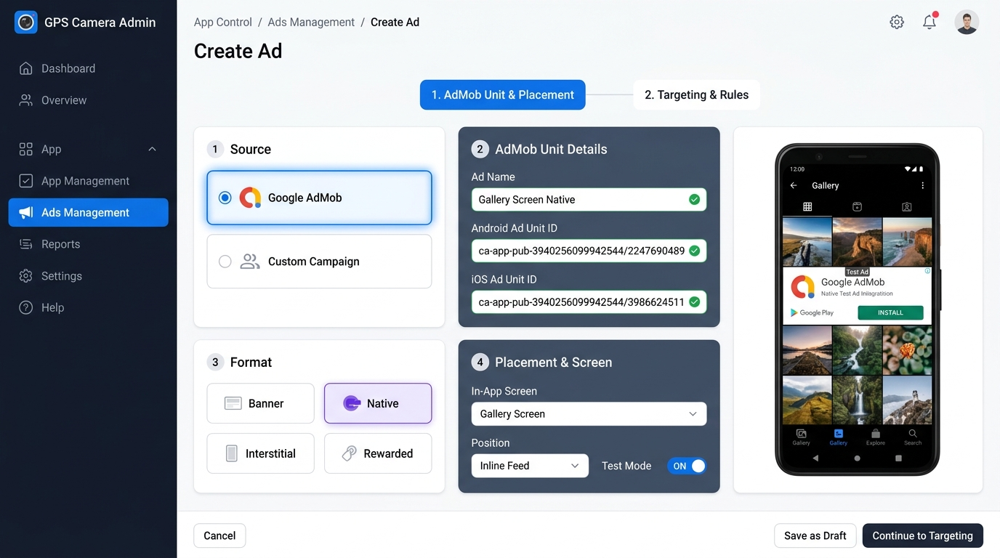 GPS Camera Admin
Dashboard
Overview
App
App Management
Ads Management
Reports
Settings
Help
App Control / Ads Management / Create Ad
Create Ad
1. AdMob Unit & Placement
2. Targeting & Rules
1 Source
Google AdMob
Custom Campaign
2 AdMob Unit Details
Ad Name
Gallery Screen Native
Android Ad Unit ID
ca-app-pub-3940256099942544/2247690489
iOS Ad Unit ID
ca-app-pub-3940256099942544/3986624511
3 Format
Banner
Native
Interstitial
Rewarded
4 Placement & Screen
In-App Screen
Gallery Screen
Position
Inline Feed
Test Mode
ON
12:00
Gallery
Test Ad
Google AdMob
Native Test Ad Iniiagratition
Google Play
INSTALL
Gallery
Gallery
Explore
Search
Cancel
Save as Draft
Continue to Targeting